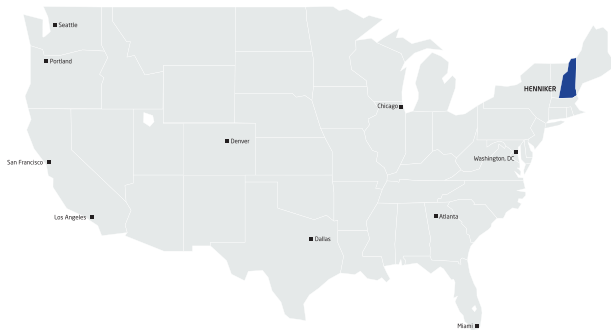 Seattle
Portland
HENNIKER
Chicago
Denver
Washington, DC
San Francisco
Los Angeles
Atlanta
Dallas
Miami